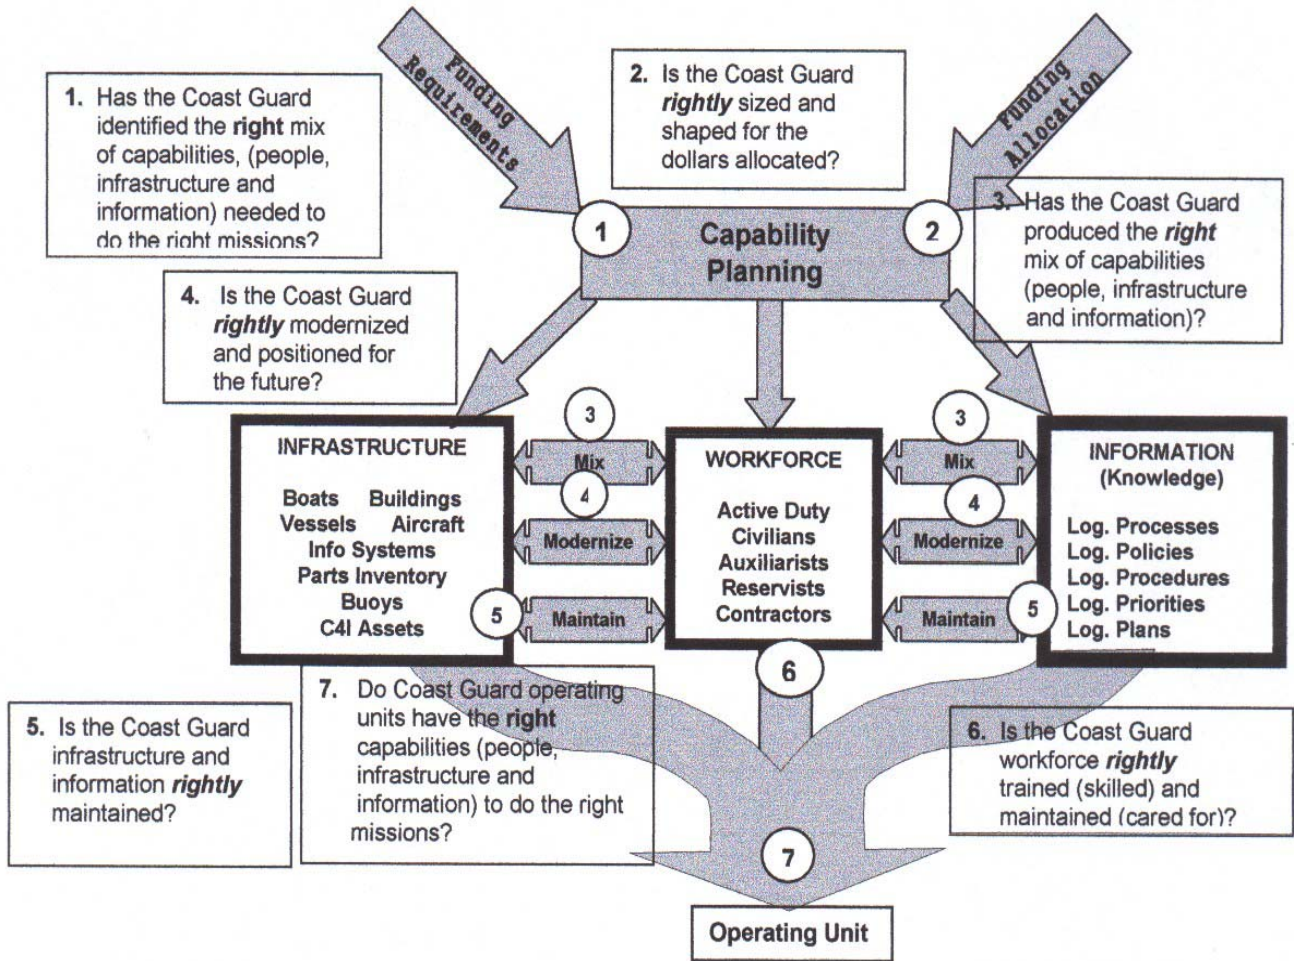 Funding
Requirements
Funding
Allocation
1. Has the Coast Guard
identified the right mix
of capabilities, (people,
infrastructure and
information) needed to
do the right missions?
2. Is the Coast Guard
rightly sized and
shaped for the
dollars allocated?
3. Has the Coast Guard
produced the right
mix of capabilities
(people, infrastructure
and information)?
4. Is the Coast Guard
rightly modernized
and positioned for
the future?
1
Capability
Planning
2
INFRASTRUCTURE
Boats Buildings
Vessels Aircraft
Info Systems
Parts Inventory
Buoys
C4I Assets
3
Mix
4
Modernize
5
Maintain
WORKFORCE
Active Duty
Civilians
Auxiliarists
Reservists
Contractors
3
Mix
4
Modernize
5
Maintain
INFORMATION
(Knowledge)
Log. Processes
Log. Policies
Log. Procedures
Log. Priorities
Log. Plans
6
5. Is the Coast Guard
infrastructure and
information rightly
maintained?
7. Do Coast Guard operating
units have the right
capabilities (people,
infrastructure and
information) to do the right
missions?
6. Is the Coast Guard
workforce rightly
trained (skilled) and
maintained (cared for)?
7
Operating Unit